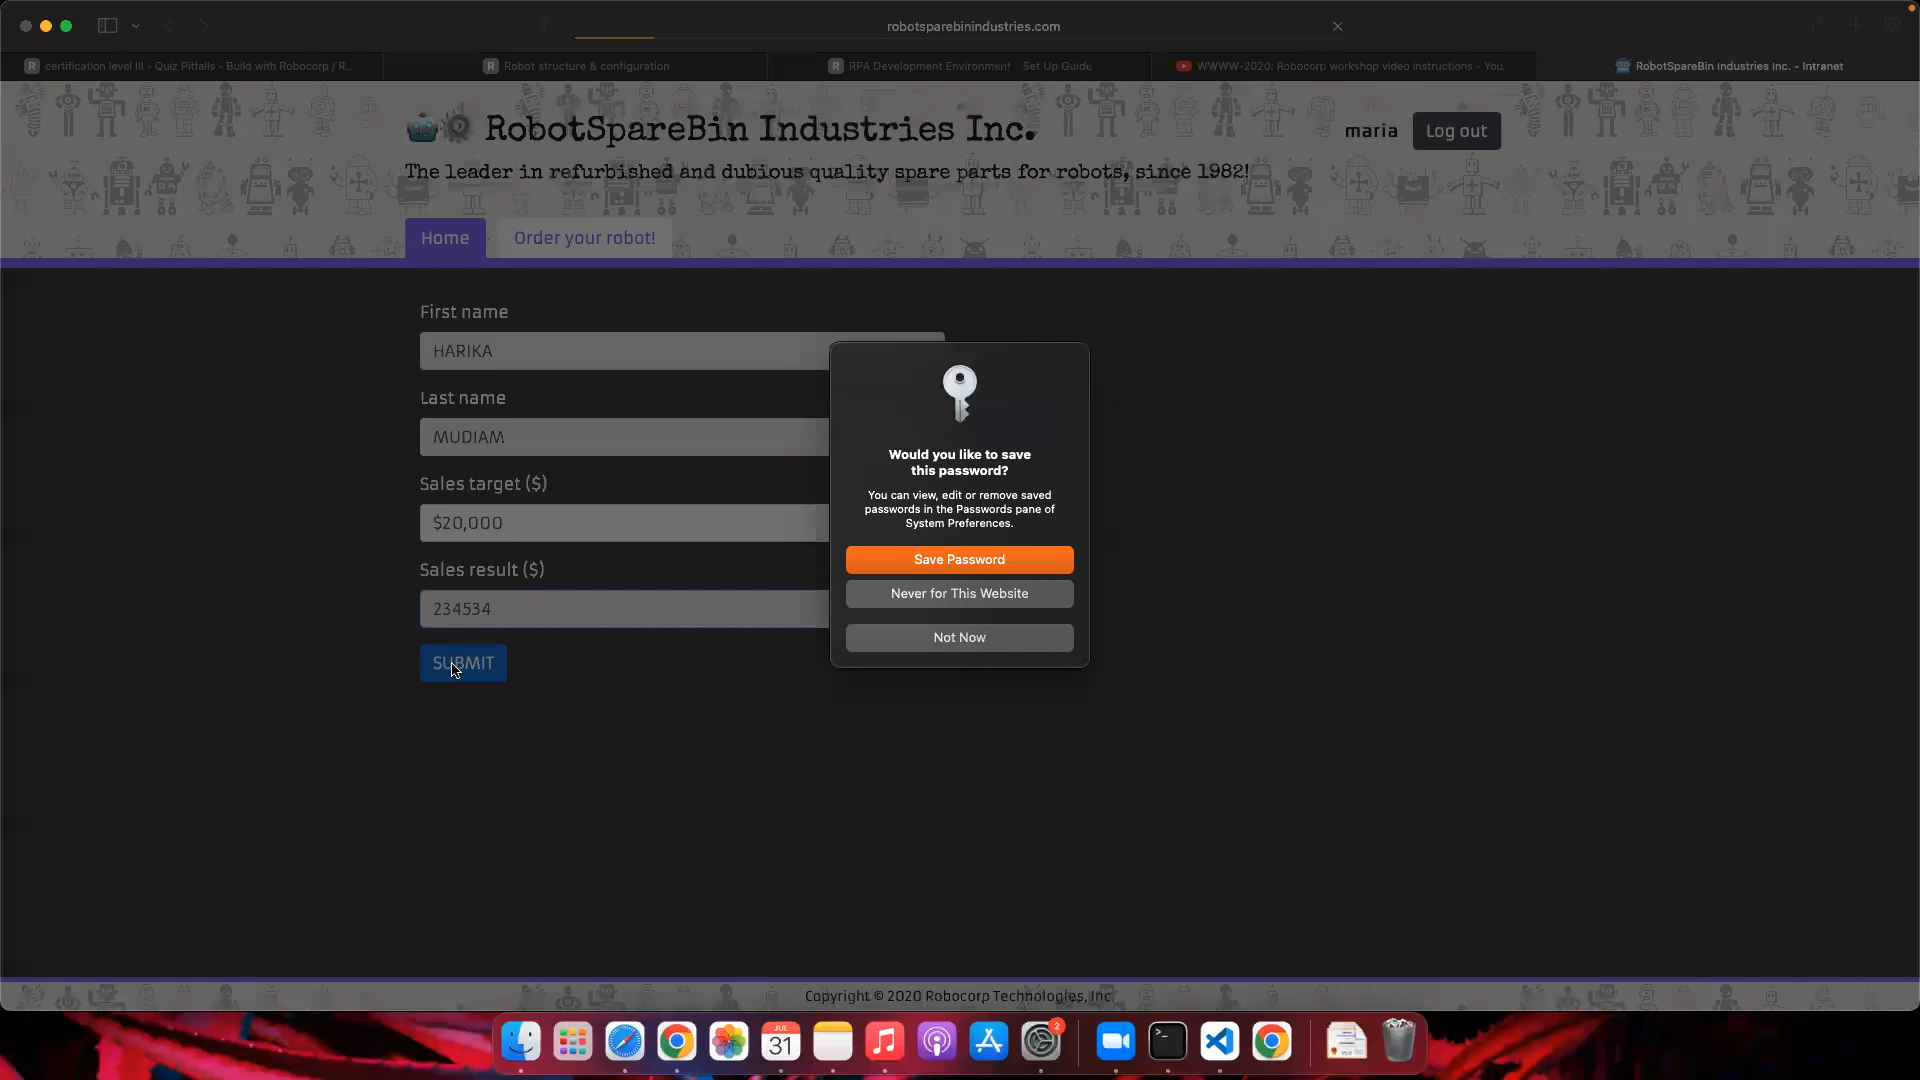 robotsparebinindustries.com
certification level III - Quiz Pitfalls - Build with Robocorp / R...
Robot structure & configuration
RPA Development Environment Set Up Guide
WWWW-2020: Robocorp workshop video instructions - You...
RobotSpareBin Industries Inc. - Intranet
RobotSpareBin Industries Inc.
maria
Log out
The leader in refurbished and dubious quality spare parts for robots, since 1982!
Home
Order your robot!
First name
HARIKA
Last name
MUDIAM
Sales target ($)
$20,000
Sales result ($)
234534
SUBMIT
Would you like to save
this password?
You can view, edit or remove saved
passwords in the Passwords pane of
System Preferences.
Save Password
Never for This Website
Not Now
Copyright © 2020 Robocorp Technologies, Inc.
JUL
31
2